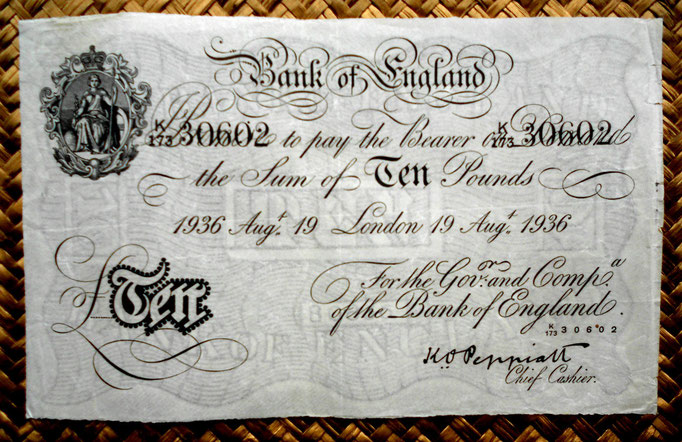 Bank of England
K/173 30602 K/173 30602
I Promise to pay the Bearer on Demand
the Sum of Ten Pounds
1936 Augt. 19 London 19 Augt. 1936
For the Govr. and Compa.
of the Bank of England.
£Ten
K/173 30602
K.O. Peppiatt
Chief Cashier.